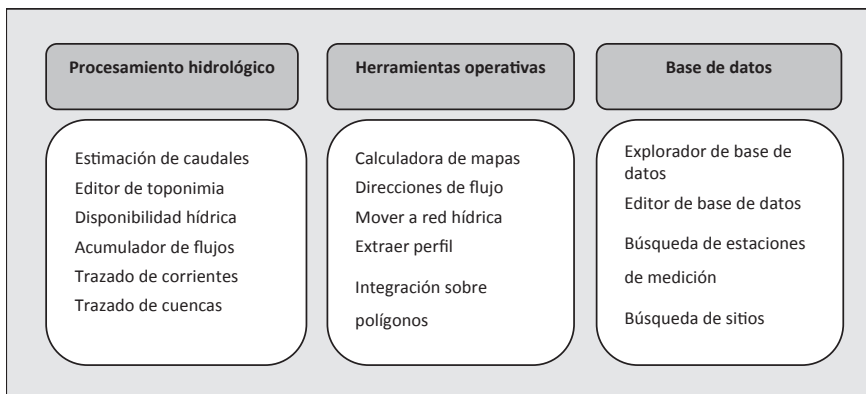 Procesamiento hidrológico
Estimación de caudales
Editor de toponimia
Disponibilidad hídrica
Acumulador de flujos
Trazado de corrientes
Trazado de cuencas
Herramientas operativas
Calculadora de mapas
Direcciones de flujo
Mover a red hídrica
Extraer perfil
Integración sobre
polígonos
Base de datos
Explorador de base de
datos
Editor de base de datos
Búsqueda de estaciones
de medición
Búsqueda de sitios